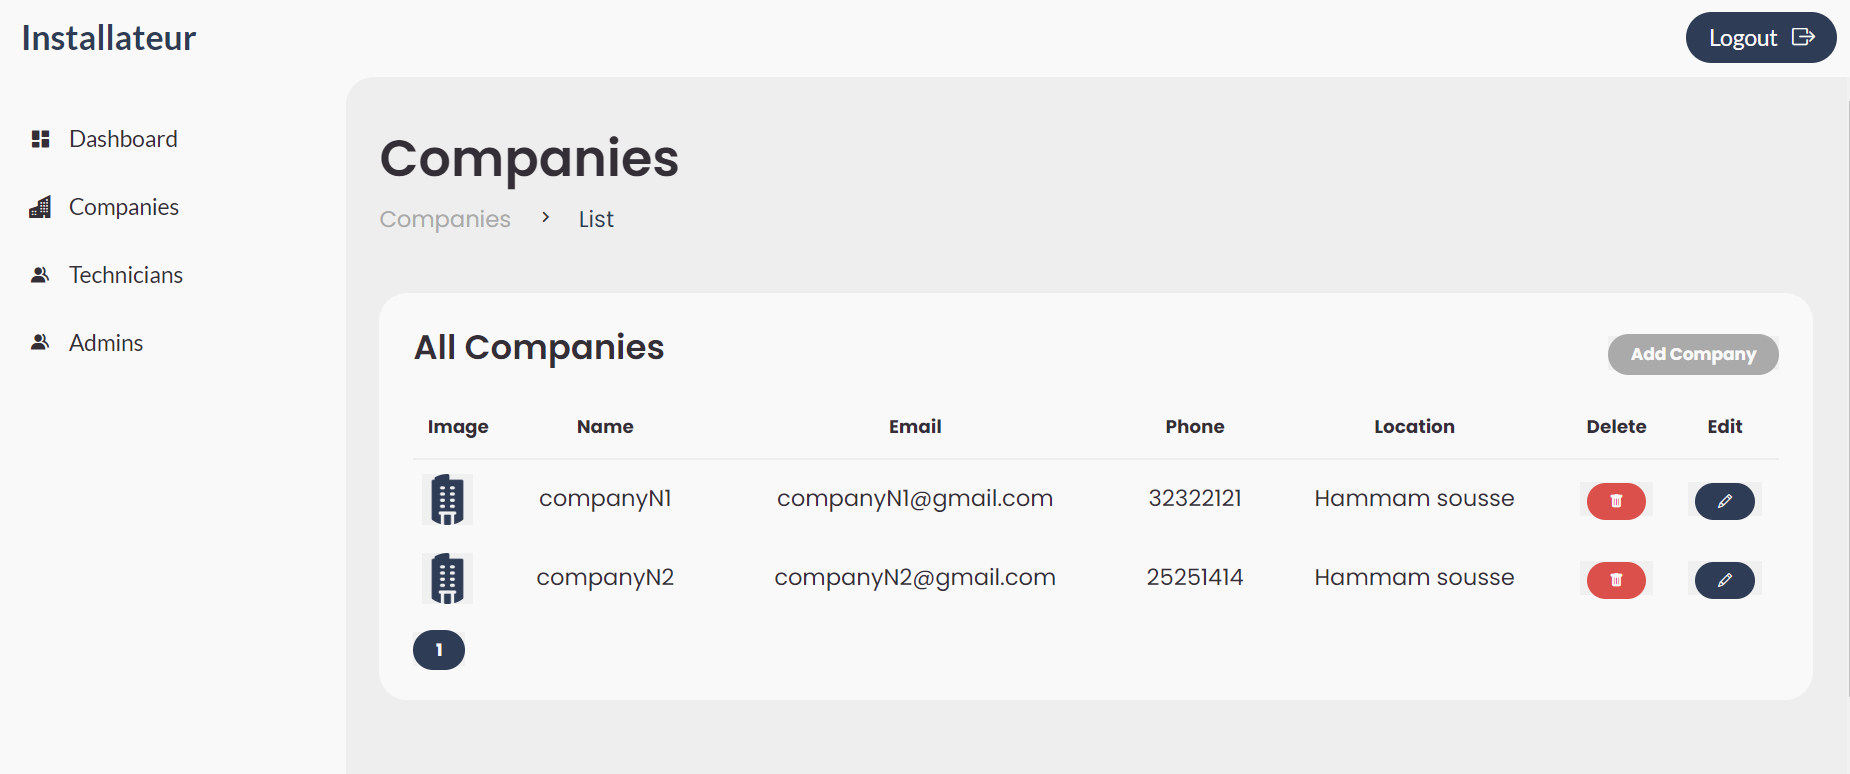 Installateur
Logout
Dashboard
Companies
Technicians
Admins
Companies
Companies > List
All Companies
Add Company
Image Name Email Phone Location Delete Edit
companyN1 companyN1@gmail.com 32322121 Hammam sousse
companyN2 companyN2@gmail.com 25251414 Hammam sousse
1